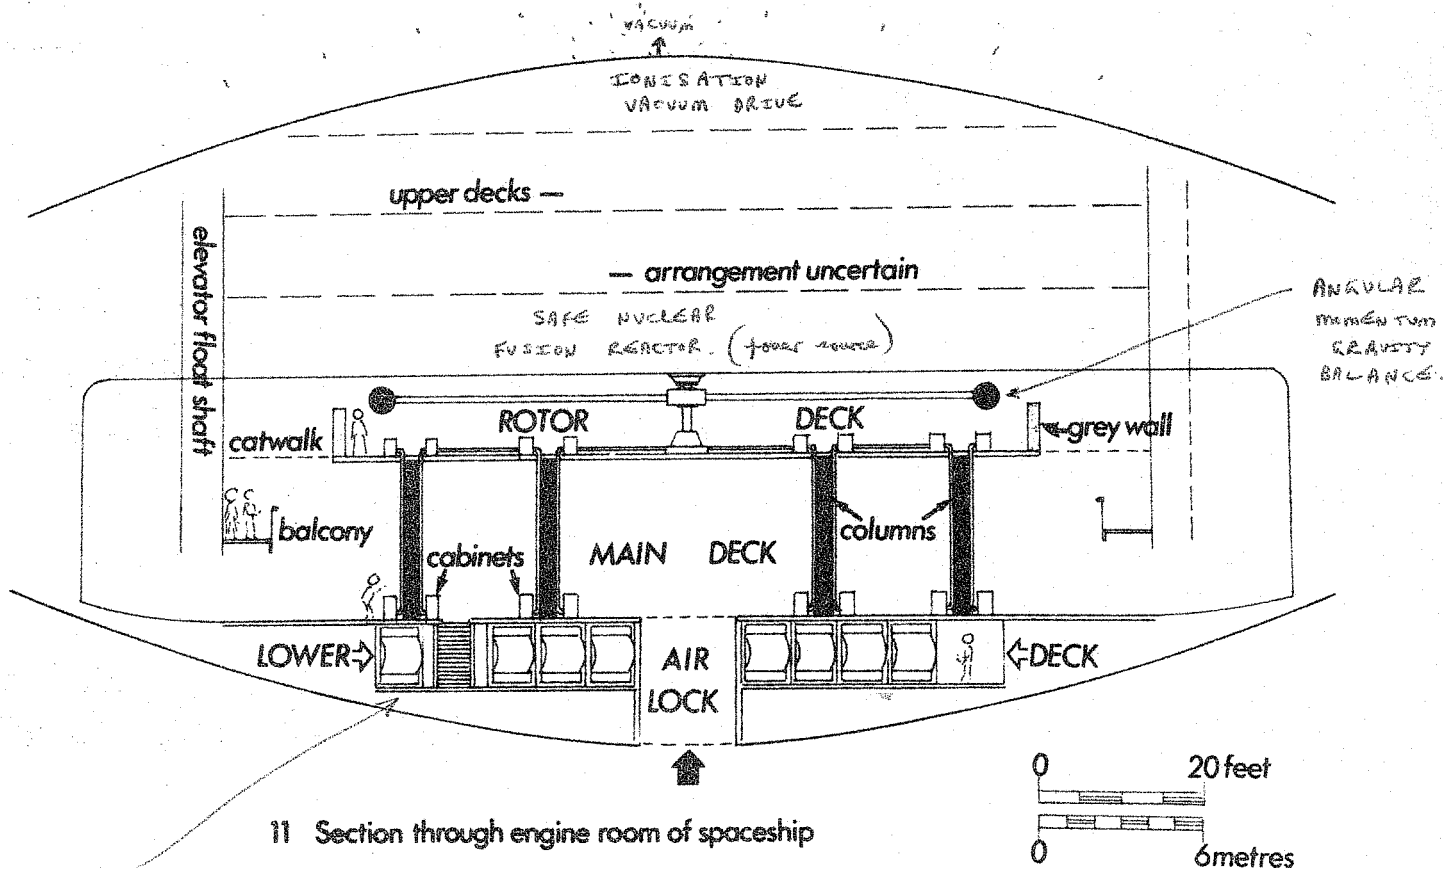 VACUUM
IONISATION
VACUUM DRIVE
upper decks —
elevator float shaft
— arrangement uncertain
SAFE NUCLEAR
FUSION REACTOR. (power source)
ANGULAR
MOMENTUM
GRAVITY
BALANCE.
ROTOR DECK
catwalk
grey wall
balcony
cabinets
MAIN DECK
columns
LOWER
AIR
LOCK
DECK
0 20 feet
0 6 metres
11 Section through engine room of spaceship